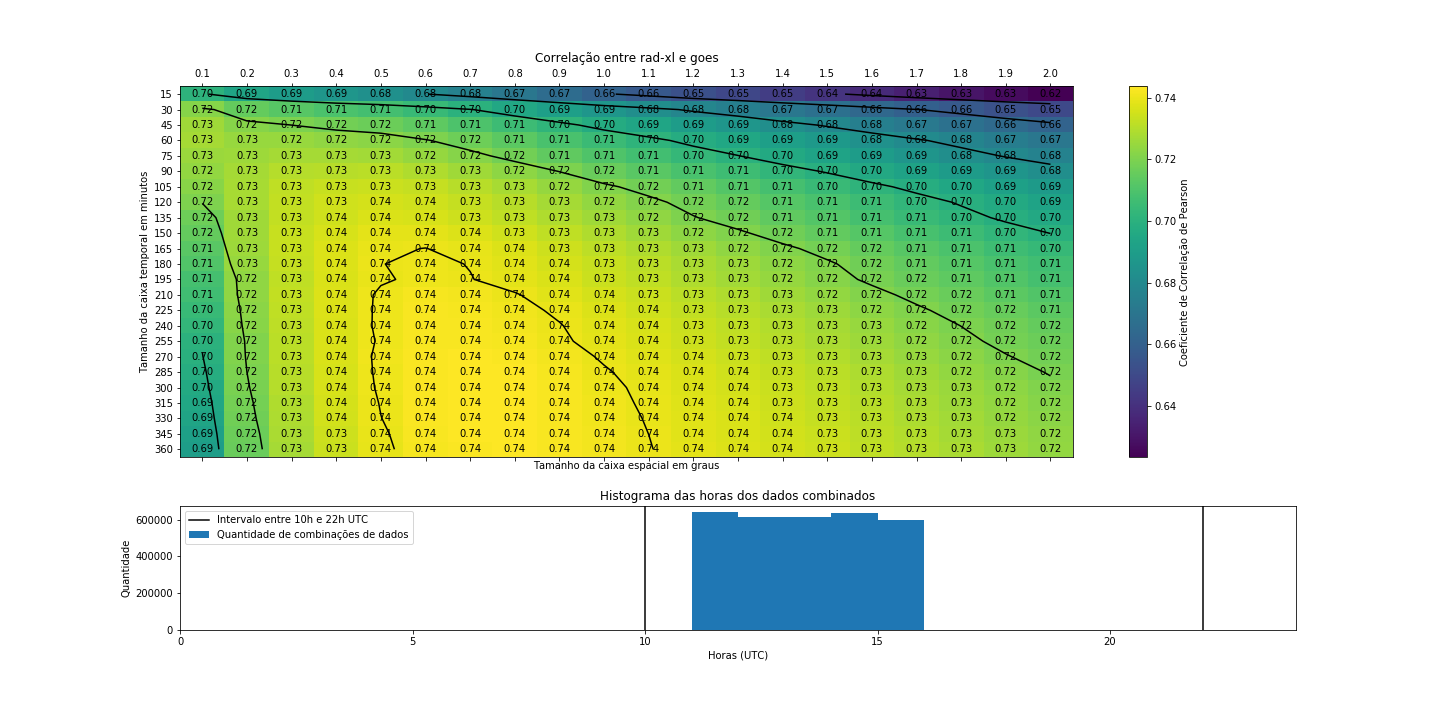 Correlação entre rad-xl e goes
0.1 0.2 0.3 0.4 0.5 0.6 0.7 0.8 0.9 1.0 1.1 1.2 1.3 1.4 1.5 1.6 1.7 1.8 1.9 2.0
Tamanho da caixa temporal em minutos
15 0.70 0.69 0.69 0.69 0.68 0.68 0.68 0.67 0.67 0.66 0.66 0.65 0.65 0.65 0.64 0.64 0.63 0.63 0.63 0.62
30 0.72 0.72 0.71 0.71 0.71 0.70 0.70 0.70 0.69 0.69 0.68 0.68 0.68 0.67 0.67 0.66 0.66 0.66 0.65 0.65
45 0.73 0.72 0.72 0.72 0.72 0.71 0.71 0.71 0.70 0.70 0.69 0.69 0.69 0.68 0.68 0.68 0.67 0.67 0.66 0.66
60 0.73 0.73 0.72 0.72 0.72 0.72 0.72 0.71 0.71 0.71 0.70 0.70 0.69 0.69 0.69 0.68 0.68 0.68 0.67 0.67
75 0.73 0.73 0.73 0.73 0.73 0.72 0.72 0.72 0.71 0.71 0.71 0.70 0.70 0.70 0.69 0.69 0.69 0.68 0.68 0.68
90 0.72 0.73 0.73 0.73 0.73 0.73 0.73 0.72 0.72 0.72 0.71 0.71 0.71 0.70 0.70 0.70 0.69 0.69 0.69 0.68
105 0.72 0.73 0.73 0.73 0.73 0.73 0.73 0.73 0.72 0.72 0.72 0.71 0.71 0.71 0.70 0.70 0.70 0.70 0.69 0.69
120 0.72 0.73 0.73 0.73 0.74 0.74 0.73 0.73 0.73 0.72 0.72 0.72 0.72 0.71 0.71 0.71 0.70 0.70 0.70 0.69
135 0.72 0.73 0.73 0.74 0.74 0.74 0.74 0.73 0.73 0.73 0.72 0.72 0.72 0.71 0.71 0.71 0.71 0.70 0.70 0.70
150 0.72 0.73 0.73 0.74 0.74 0.74 0.74 0.74 0.73 0.73 0.73 0.72 0.72 0.72 0.71 0.71 0.71 0.71 0.70 0.70
165 0.71 0.73 0.73 0.74 0.74 0.74 0.74 0.74 0.73 0.73 0.73 0.73 0.72 0.72 0.72 0.71 0.71 0.71 0.71 0.70
180 0.71 0.73 0.73 0.74 0.74 0.74 0.74 0.74 0.74 0.73 0.73 0.73 0.73 0.72 0.72 0.72 0.71 0.71 0.71 0.71
195 0.71 0.72 0.73 0.74 0.74 0.74 0.74 0.74 0.74 0.74 0.73 0.73 0.73 0.72 0.72 0.72 0.72 0.71 0.71 0.71
210 0.71 0.72 0.73 0.74 0.74 0.74 0.74 0.74 0.74 0.74 0.73 0.73 0.73 0.73 0.72 0.72 0.72 0.72 0.71 0.71
225 0.70 0.72 0.73 0.74 0.74 0.74 0.74 0.74 0.74 0.74 0.74 0.73 0.73 0.73 0.73 0.72 0.72 0.72 0.72 0.71
240 0.70 0.72 0.73 0.74 0.74 0.74 0.74 0.74 0.74 0.74 0.74 0.73 0.73 0.73 0.73 0.72 0.72 0.72 0.72 0.72
255 0.70 0.72 0.73 0.74 0.74 0.74 0.74 0.74 0.74 0.74 0.74 0.74 0.73 0.73 0.73 0.73 0.72 0.72 0.72 0.72
270 0.70 0.72 0.73 0.73 0.74 0.74 0.74 0.74 0.74 0.74 0.74 0.74 0.73 0.73 0.73 0.73 0.73 0.72 0.72 0.72
285 0.70 0.72 0.73 0.73 0.74 0.74 0.74 0.74 0.74 0.74 0.74 0.74 0.74 0.73 0.73 0.73 0.73 0.72 0.72 0.72
300 0.70 0.72 0.73 0.73 0.74 0.74 0.74 0.74 0.74 0.74 0.74 0.74 0.74 0.73 0.73 0.73 0.73 0.73 0.72 0.72
315 0.69 0.72 0.73 0.73 0.74 0.74 0.74 0.74 0.74 0.74 0.74 0.74 0.74 0.73 0.73 0.73 0.73 0.73 0.72 0.72
330 0.69 0.72 0.73 0.73 0.74 0.74 0.74 0.74 0.74 0.74 0.74 0.74 0.74 0.74 0.73 0.73 0.73 0.73 0.72 0.72
345 0.69 0.72 0.73 0.73 0.74 0.74 0.74 0.74 0.74 0.74 0.74 0.74 0.74 0.74 0.73 0.73 0.73 0.73 0.73 0.72
360 0.69 0.72 0.73 0.73 0.74 0.74 0.74 0.74 0.74 0.74 0.74 0.74 0.74 0.74 0.73 0.73 0.73 0.73 0.73 0.72
Tamanho da caixa espacial em graus
0.74
0.72
0.70
0.68
0.66
0.64
Coeficiente de Correlação de Pearson
Histograma das horas dos dados combinados
Intervalo entre 10h e 22h UTC
Quantidade de combinações de dados
Quantidade
600000
400000
200000
0
0 5 10 15 20
Horas (UTC)